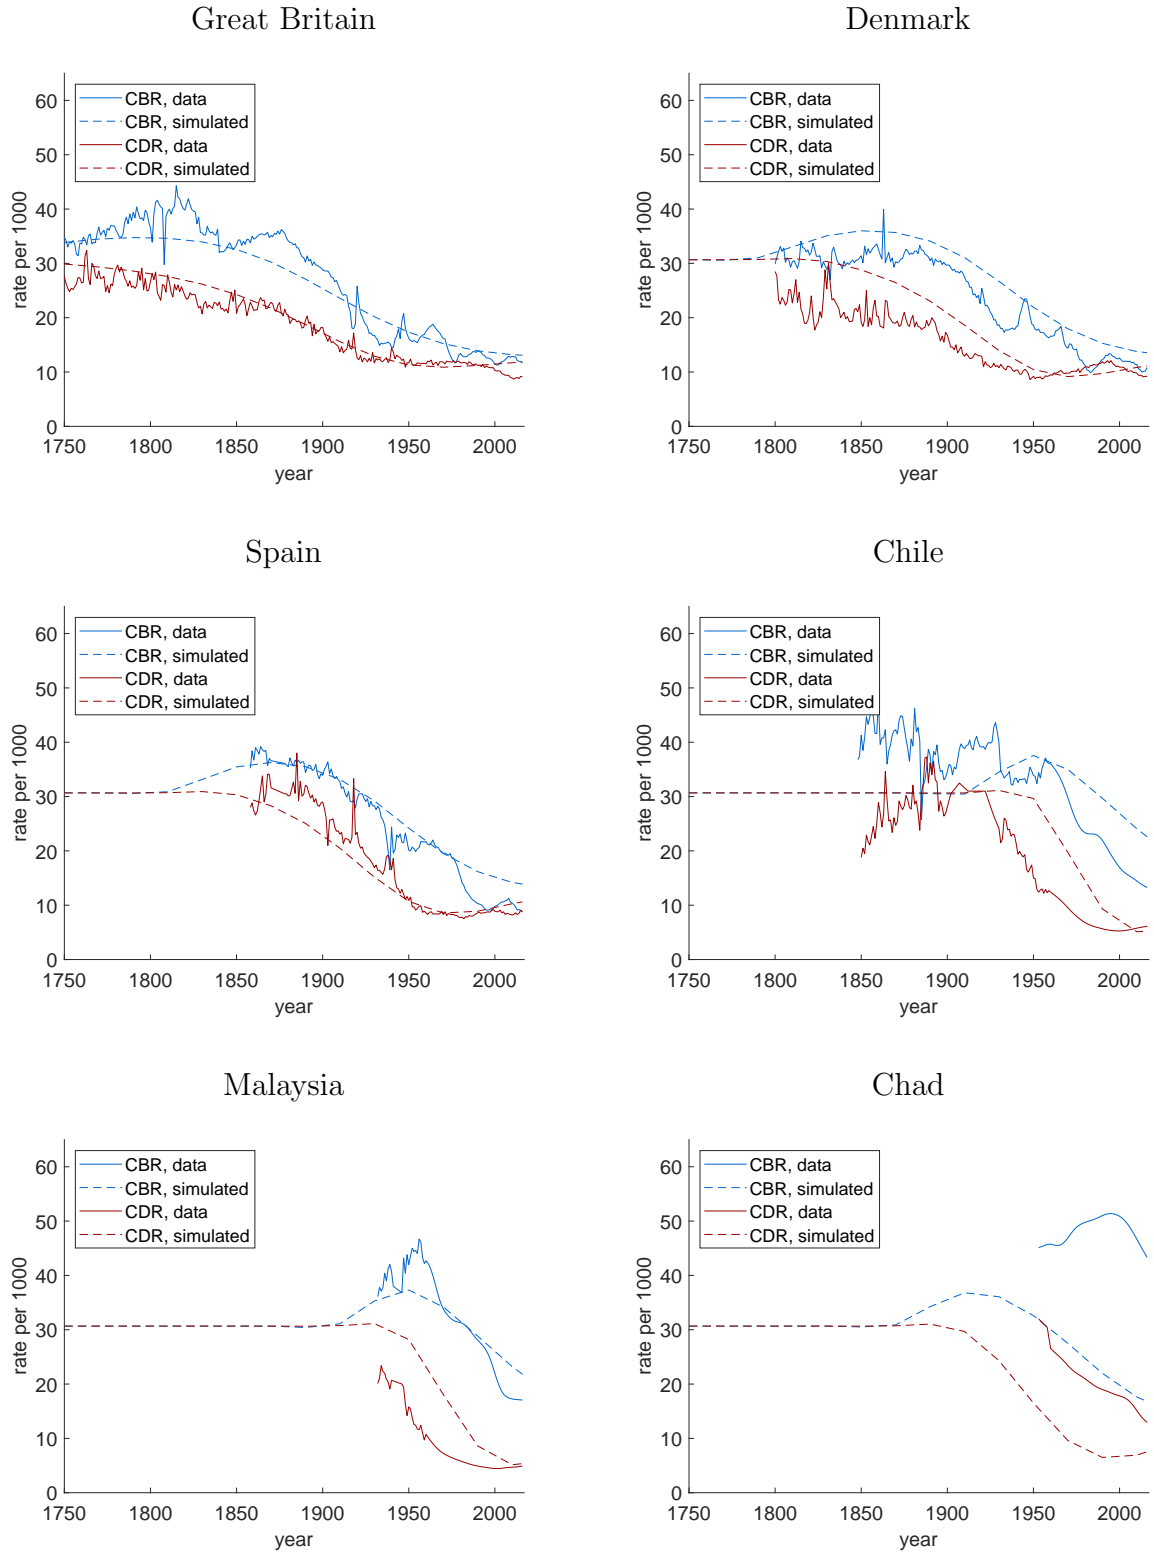 Great Britain
60
50
40
30
20
10
0
rate per 1000
CBR, data
CBR, simulated
CDR, data
CDR, simulated
1750 1800 1850 1900 1950 2000
year
Denmark
60
50
40
30
20
10
0
rate per 1000
CBR, data
CBR, simulated
CDR, data
CDR, simulated
1750 1800 1850 1900 1950 2000
year
Spain
60
50
40
30
20
10
0
rate per 1000
CBR, data
CBR, simulated
CDR, data
CDR, simulated
1750 1800 1850 1900 1950 2000
year
Chile
60
50
40
30
20
10
0
rate per 1000
CBR, data
CBR, simulated
CDR, data
CDR, simulated
1750 1800 1850 1900 1950 2000
year
Malaysia
60
50
40
30
20
10
0
rate per 1000
CBR, data
CBR, simulated
CDR, data
CDR, simulated
1750 1800 1850 1900 1950 2000
year
Chad
60
50
40
30
20
10
0
rate per 1000
CBR, data
CBR, simulated
CDR, data
CDR, simulated
1750 1800 1850 1900 1950 2000
year